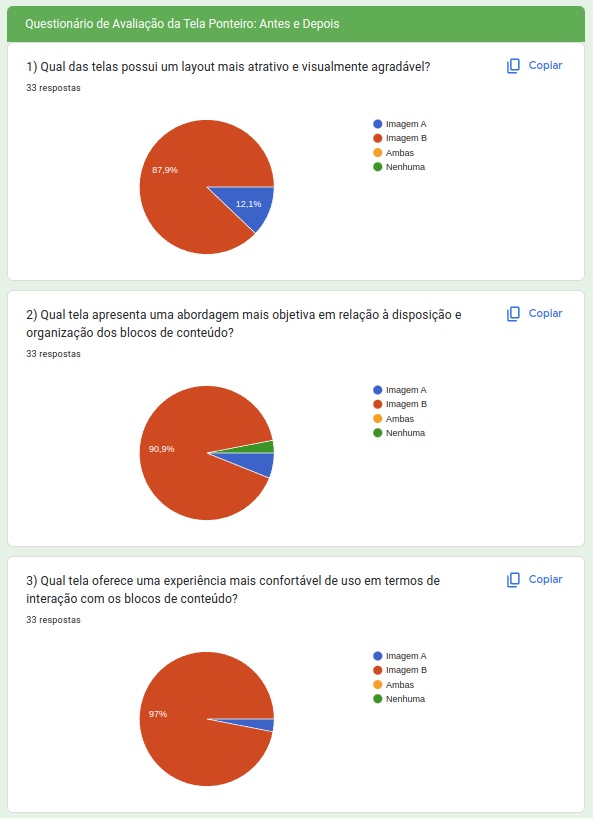 Questionário de Avaliação da Tela Ponteiro: Antes e Depois
1) Qual das telas possui um layout mais atrativo e visualmente agradável?
Copiar
33 respostas
87,9%
12,1%
Imagem A
Imagem B
Ambas
Nenhuma
2) Qual tela apresenta uma abordagem mais objetiva em relação à disposição e
organização dos blocos de conteúdo?
Copiar
33 respostas
90,9%
Imagem A
Imagem B
Ambas
Nenhuma
3) Qual tela oferece uma experiência mais confortável de uso em termos de
interação com os blocos de conteúdo?
Copiar
33 respostas
97%
Imagem A
Imagem B
Ambas
Nenhuma